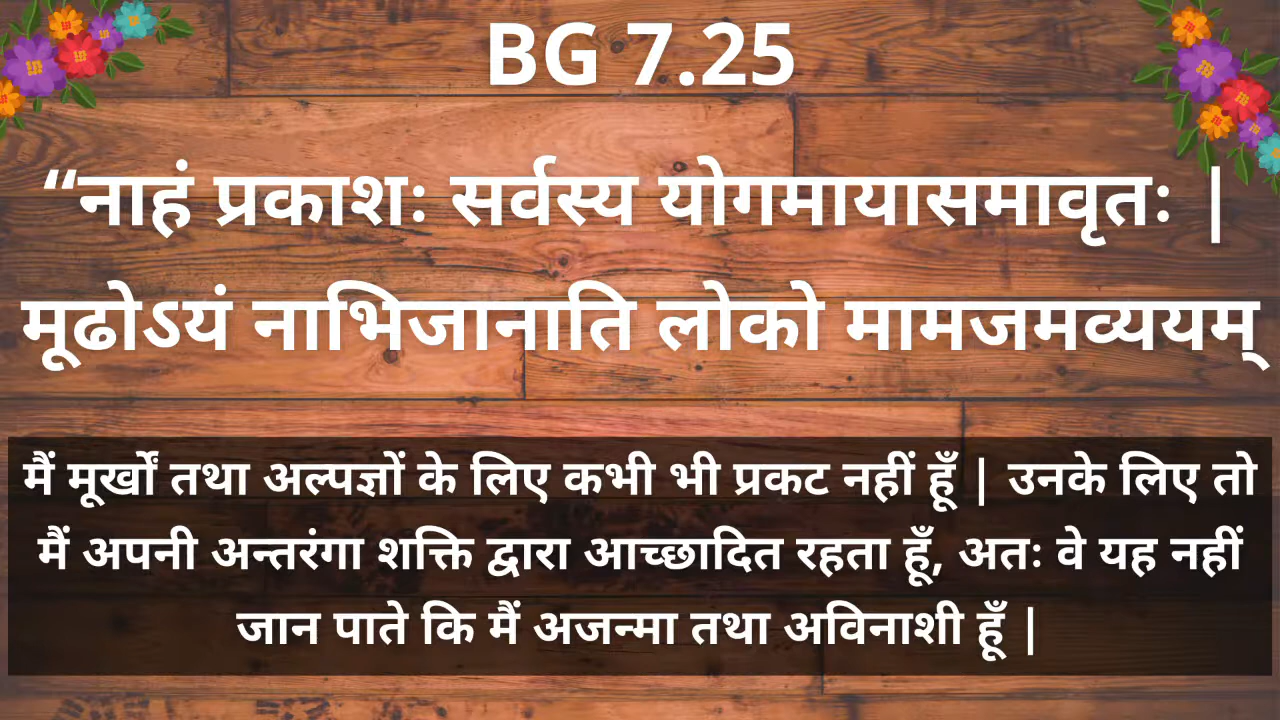 BG 7.25
“नाहं प्रकाशः सर्वस्य योगमायासमावृतः |
मूढोऽयं नाभिजानाति लोको मामजमव्ययम्
मैं मूर्खों तथा अल्पज्ञों के लिए कभी भी प्रकट नहीं हूँ | उनके लिए तो
मैं अपनी अन्तरंगा शक्ति द्वारा आच्छादित रहता हूँ, अतः वे यह नहीं
जान पाते कि मैं अजन्मा तथा अविनाशी हूँ |